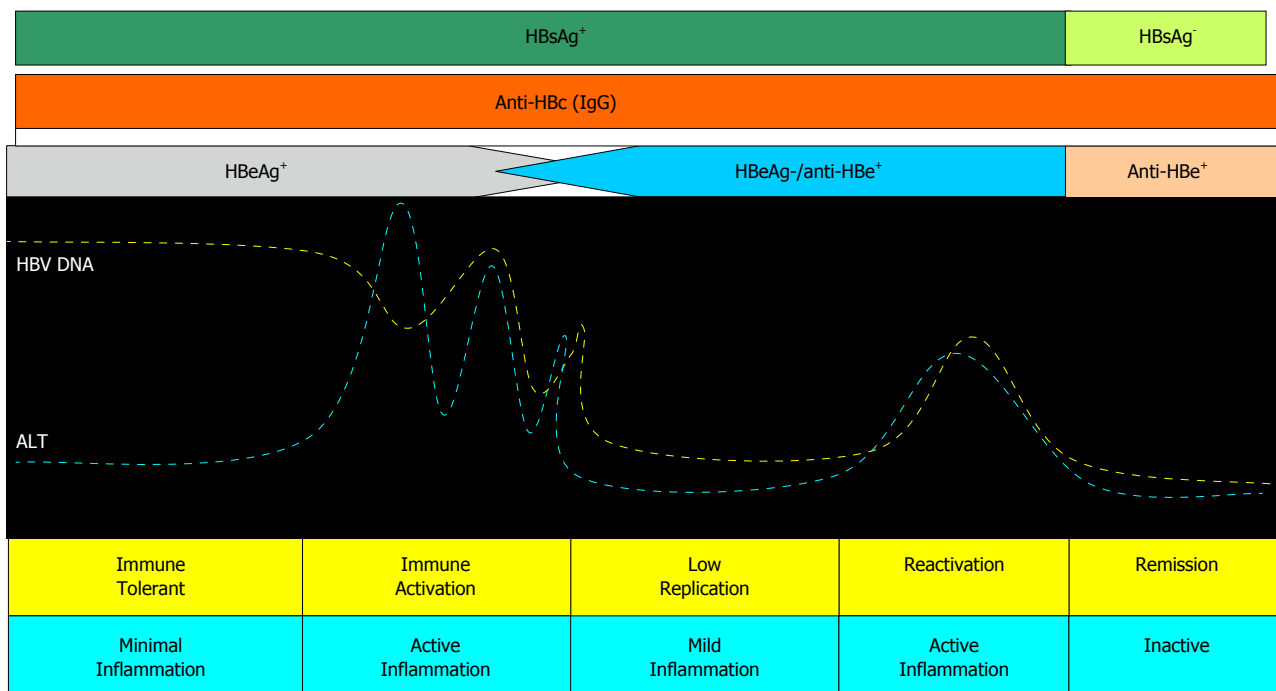 HBsAg⁺
HBsAg⁻
Anti-HBc (IgG)
HBeAg⁺
HBeAg-/anti-HBe⁺
Anti-HBe⁺
HBV DNA
ALT
Immune
Tolerant
Immune
Activation
Low
Replication
Reactivation
Remission
Minimal
Inflammation
Active
Inflammation
Mild
Inflammation
Active
Inflammation
Inactive